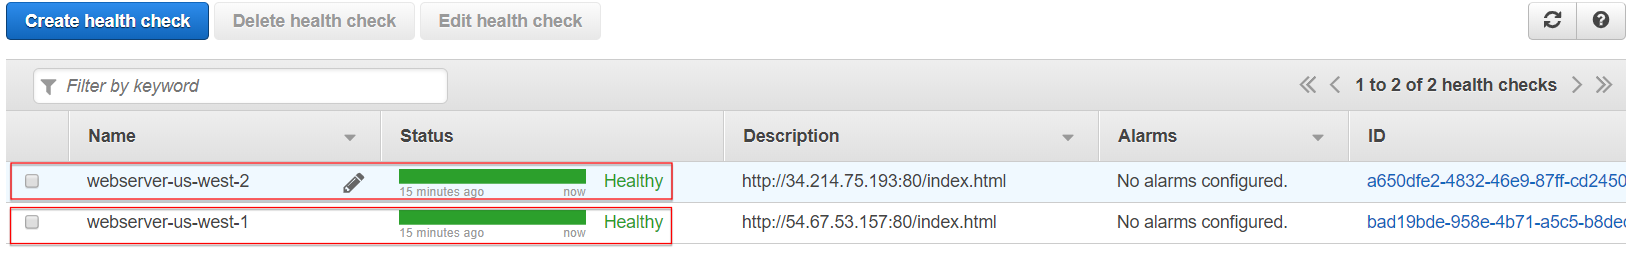 Create health check Delete health check Edit health check
Filter by keyword 1 to 2 of 2 health checks
Name Status Description Alarms ID
webserver-us-west-2 15 minutes ago now Healthy http://34.214.75.193:80/index.html No alarms configured. a650dfe2-4832-46e9-87ff-cd2450
webserver-us-west-1 15 minutes ago now Healthy http://54.67.53.157:80/index.html No alarms configured. bad19bde-958e-4b71-a5c5-b8dec